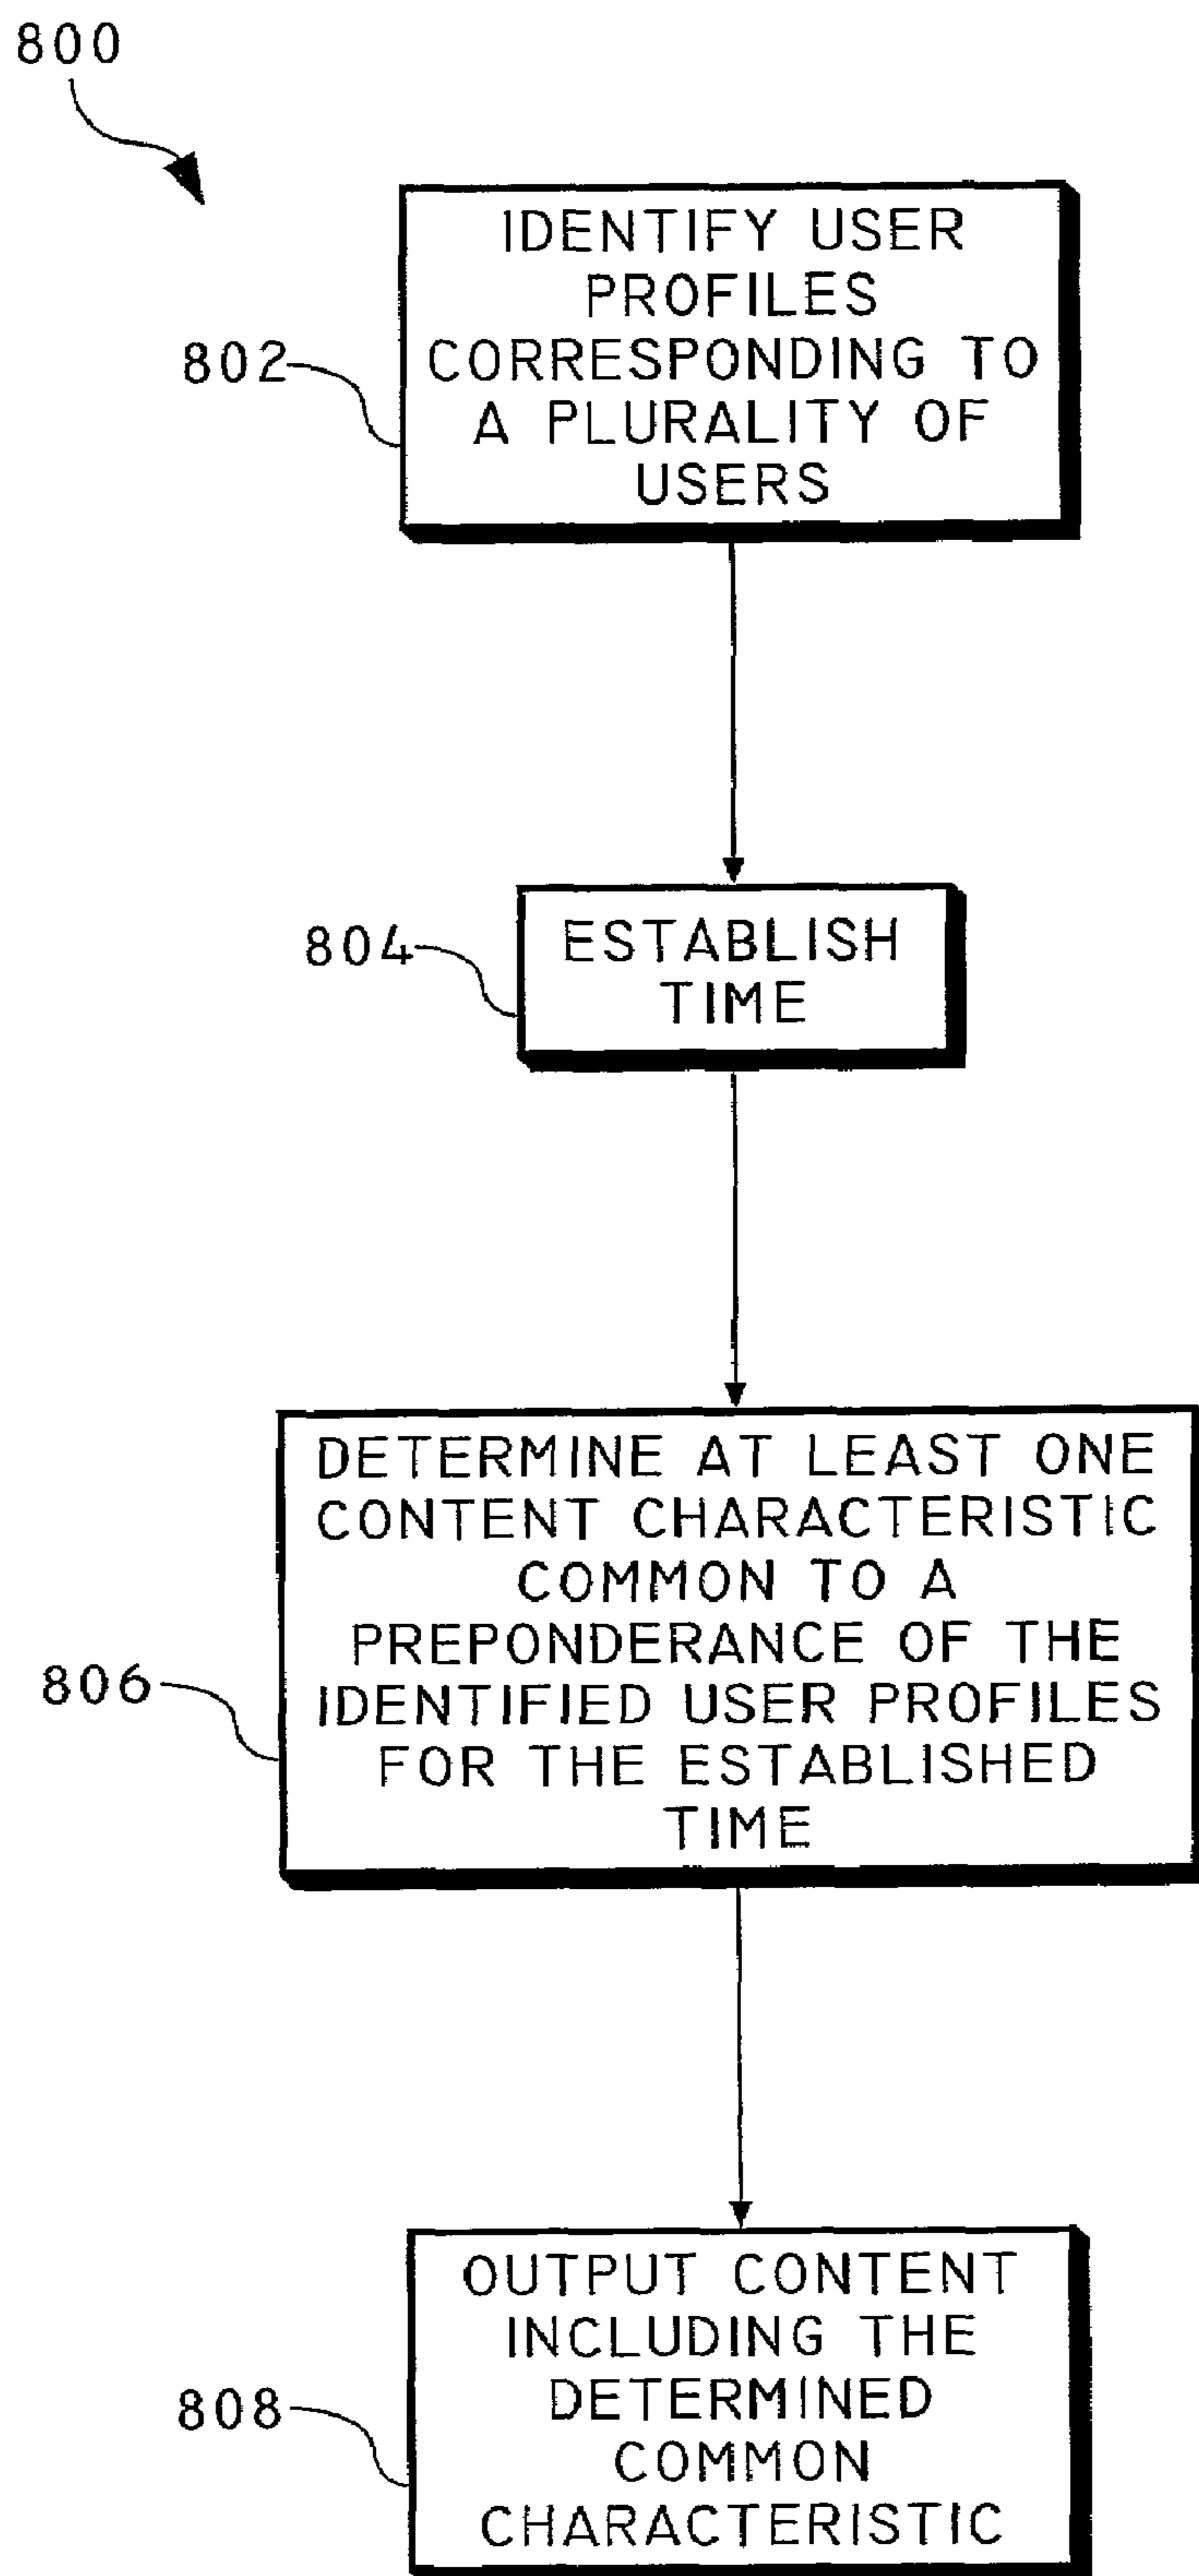 800
IDENTIFY USER
PROFILES
CORRESPONDING TO
A PLURALITY OF
USERS
802
ESTABLISH
TIME
804
DETERMINE AT LEAST ONE
CONTENT CHARACTERISTIC
COMMON TO A
PREPONDERANCE OF THE
IDENTIFIED USER PROFILES
FOR THE ESTABLISHED
TIME
806
OUTPUT CONTENT
INCLUDING THE
DETERMINED
COMMON
CHARACTERISTIC
808